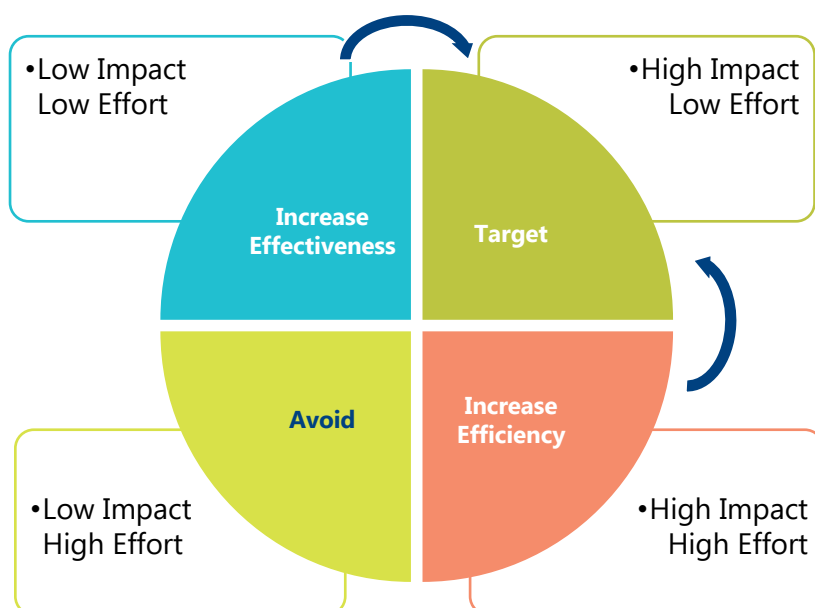 •Low Impact
Low Effort
•High Impact
Low Effort
Increase
Effectiveness
Target
Avoid
Increase
Efficiency
•Low Impact
High Effort
•High Impact
High Effort